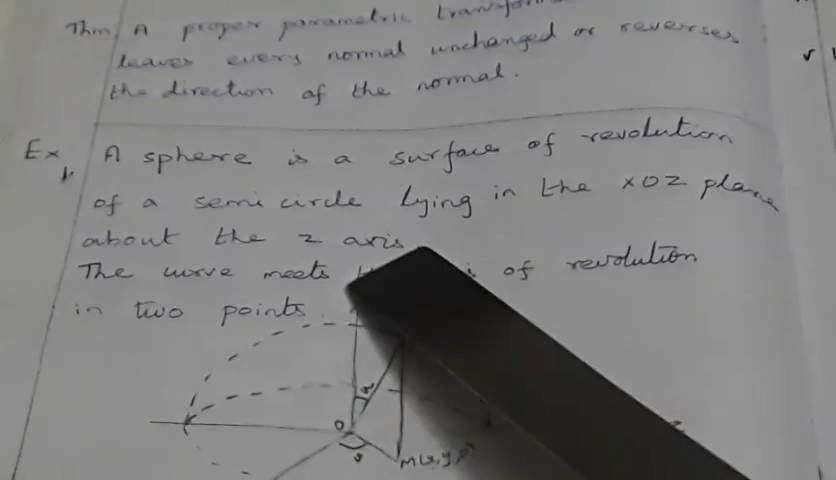 Thm A proper parametric
leaves every normal unchanged or reverses
the direction of the normal.
Ex 1. A sphere is a surface of revolution
of a semi circle lying in the XOZ plane
about the z axis
The curve meets of revolution
in two points.
O
M(x,y,